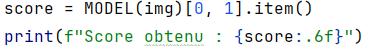 score = MODEL(img)[0, 1].item()
print(f"Score obtenu : {score:.6f}")